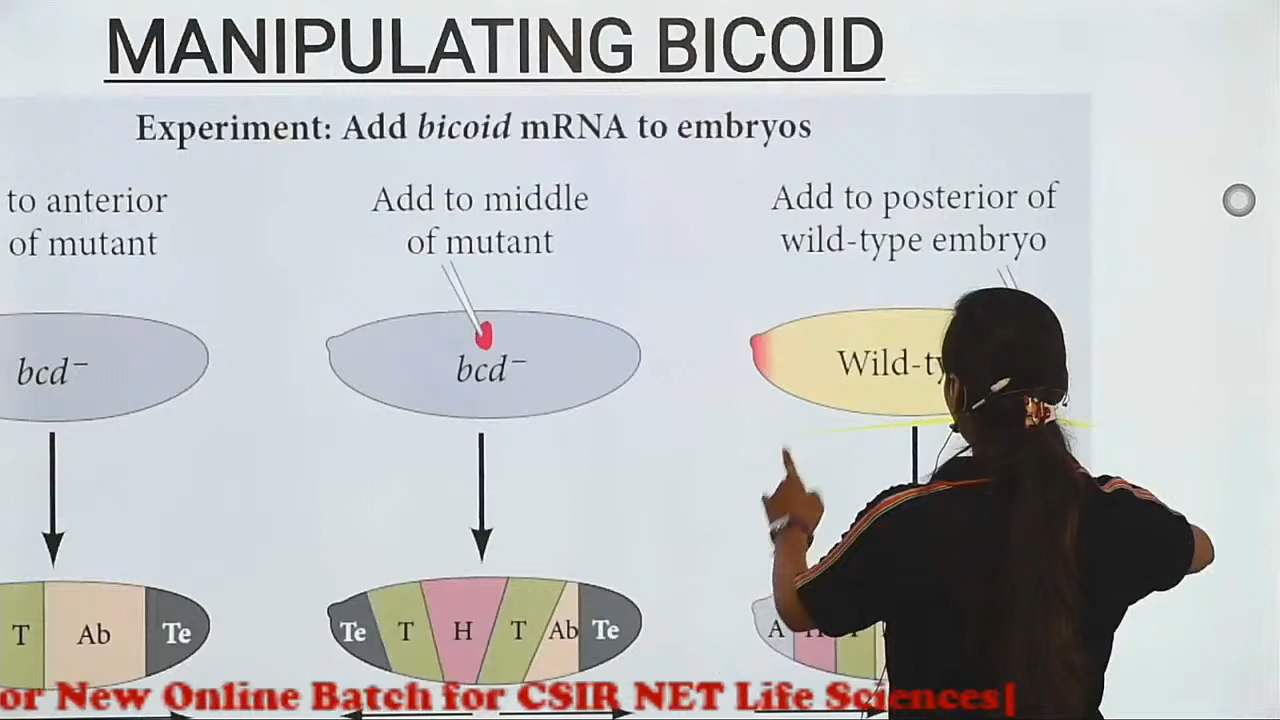 MANIPULATING BICOID
Experiment: Add bicoid mRNA to embryos
to anterior
of mutant
Add to middle
of mutant
Add to posterior of
wild-type embryo
bcd⁻
bcd⁻
T Ab Te
Te T H T Ab Te
A
or New Online Batch for CSIR NET Life Sciences|